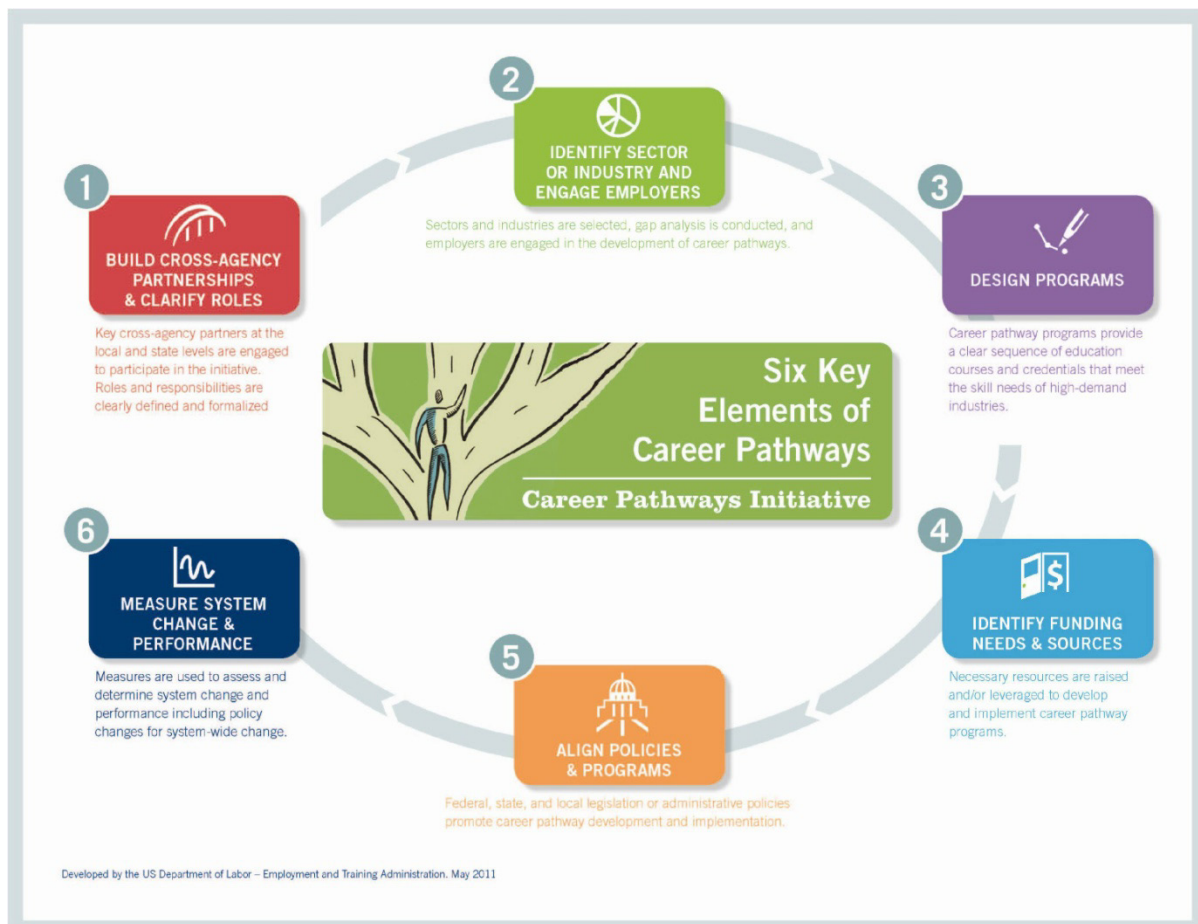 1
BUILD CROSS-AGENCY
PARTNERSHIPS
& CLARIFY ROLES
Key cross-agency partners at the
local and state levels are engaged
to participate in the initiative.
Roles and responsibilities are
clearly defined and formalized
2
IDENTIFY SECTOR
OR INDUSTRY AND
ENGAGE EMPLOYERS
Sectors and industries are selected, gap analysis is conducted, and
employers are engaged in the development of career pathways.
3
DESIGN PROGRAMS
Career pathway programs provide
a clear sequence of education
courses and credentials that meet
the skill needs of high-demand
industries.
Six Key
Elements of
Career Pathways
Career Pathways Initiative
4
$
IDENTIFY FUNDING
NEEDS & SOURCES
Necessary resources are raised
and/or leveraged to develop
and implement career pathway
programs.
5
ALIGN POLICIES
& PROGRAMS
Federal, state, and local legislation or administrative policies
promote career pathway development and implementation.
6
MEASURE SYSTEM
CHANGE &
PERFORMANCE
Measures are used to assess and
determine system change and
performance including policy
changes for system-wide change.
Developed by the US Department of Labor – Employment and Training Administration. May 2011